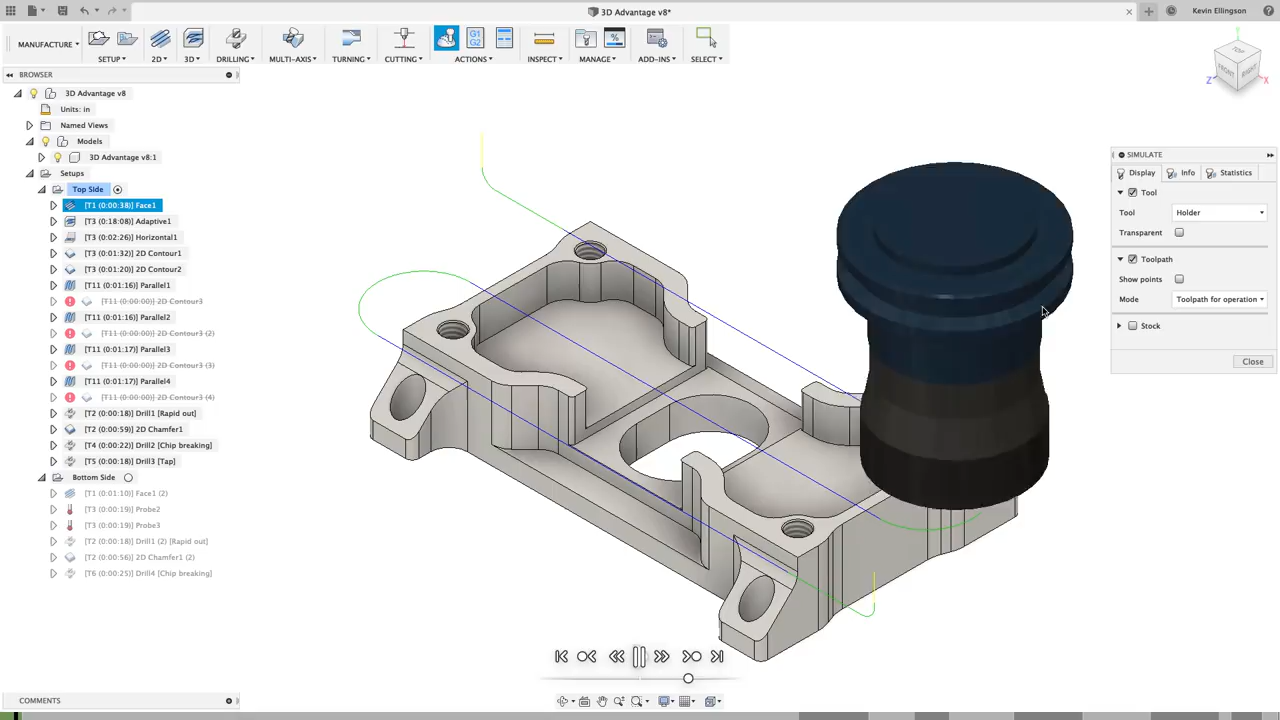 3D Advantage v8*
Kevin Ellingson
MANUFACTURE
SETUP
2D
3D
DRILLING
MULTI-AXIS
TURNING
CUTTING
G1
G2
ACTIONS
INSPECT
MANAGE
ADD-INS
SELECT
BROWSER
3D Advantage v8
Units: in
Named Views
Models
3D Advantage v8:1
Setups
Top Side
[T1 (0:00:38)] Face1
[T3 (0:18:08)] Adaptive1
[T3 (0:02:26)] Horizontal1
[T3 (0:01:32)] 2D Contour1
[T3 (0:01:20)] 2D Contour2
[T11 (0:01:16)] Parallel1
[T11 (0:00:00)] 2D Contour3
[T11 (0:01:16)] Parallel2
[T11 (0:00:00)] 2D Contour3 (2)
[T11 (0:01:17)] Parallel3
[T11 (0:00:00)] 2D Contour3 (3)
[T11 (0:01:17)] Parallel4
[T11 (0:00:00)] 2D Contour3 (4)
[T2 (0:00:18)] Drill1 [Rapid out]
[T2 (0:00:59)] 2D Chamfer1
[T4 (0:00:22)] Drill2 [Chip breaking]
[T5 (0:00:18)] Drill3 [Tap]
Bottom Side
[T1 (0:01:10)] Face1 (2)
[T3 (0:00:19)] Probe2
[T3 (0:00:19)] Probe3
[T2 (0:00:18)] Drill1 (2) [Rapid out]
[T2 (0:00:56)] 2D Chamfer1 (2)
[T6 (0:00:25)] Drill4 [Chip breaking]
COMMENTS
Y
TOP
FRONT
RIGHT
Z
X
SIMULATE
Display
Info
Statistics
Tool
Tool
Holder
Transparent
Toolpath
Show points
Mode
Toolpath for operation
Stock
Close